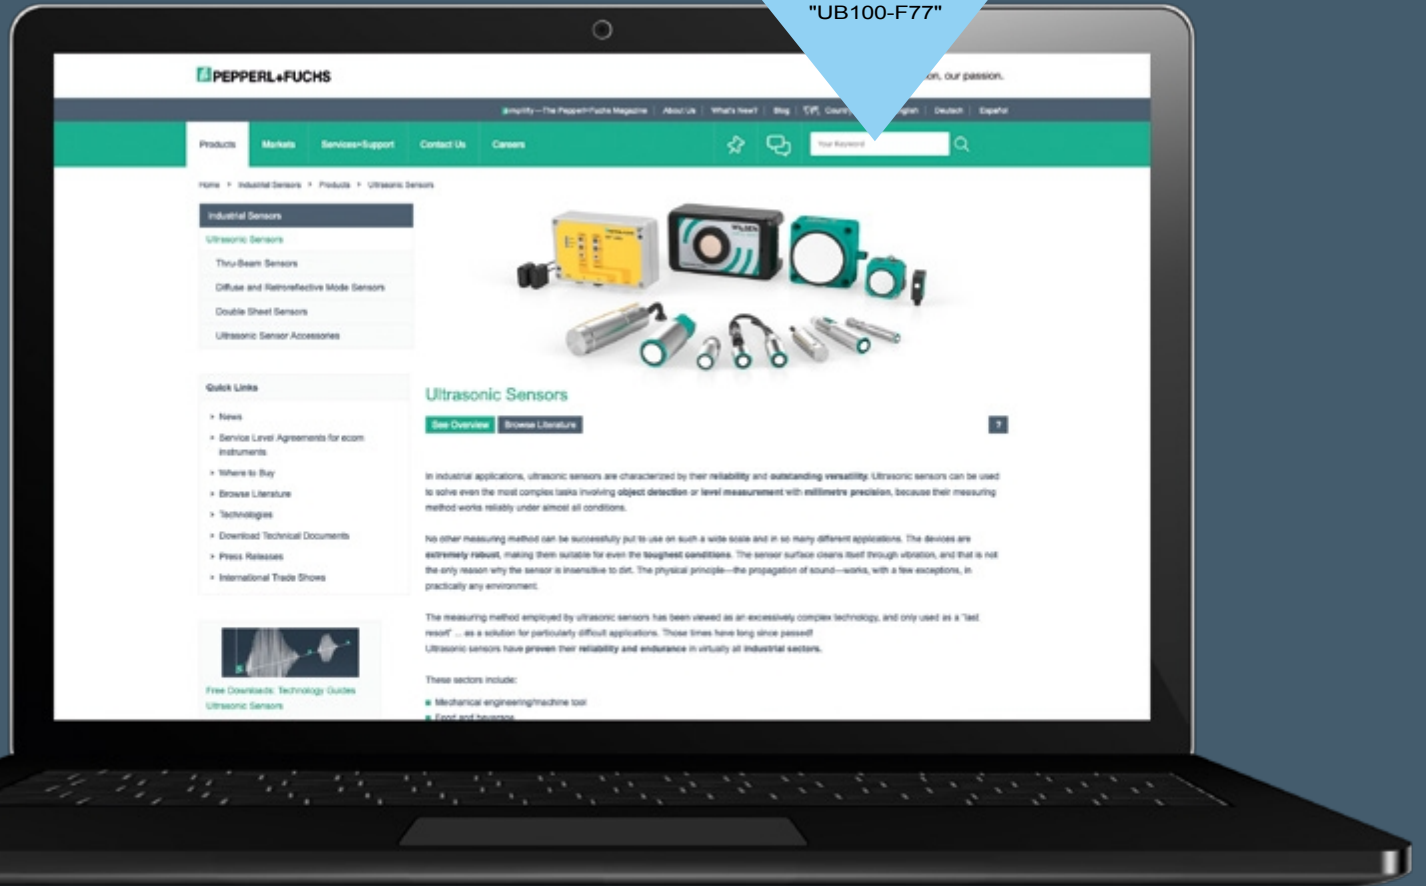 "UB100-F77"
PEPPERL+FUCHS
on, our passion.
simplify—The Pepperl+Fuchs Magazine | About Us | What's New? | Blog | Deutsch | Español
Products Markets Services+Support Contact Us Careers
Your Keyword
Home > Industrial Sensors > Products > Ultrasonic Sensors
Industrial Sensors
Ultrasonic Sensors
Thru-Beam Sensors
Diffuse and Retroreflective Mode Sensors
Double Sheet Sensors
Ultrasonic Sensor Accessories
WILSEN
Quick Links
News
Service Level Agreements for ecom
instruments
Where to Buy
Browse Literature
Technologies
Download Technical Documents
Press Releases
International Trade Shows
Free Downloads: Technology Guides
Ultrasonic Sensors
Ultrasonic Sensors
See Overview Browse Literature ?
In industrial applications, ultrasonic sensors are characterized by their reliability and outstanding versatility. Ultrasonic sensors can be used
to solve even the most complex tasks involving object detection or level measurement with millimetre precision, because their measuring
method works reliably under almost all conditions.
No other measuring method can be successfully put to use on such a wide scale and in so many different applications. The devices are
extremely robust, making them suitable for even the toughest conditions. The sensor surface cleans itself through vibration, and that is not
the only reason why the sensor is insensitive to dirt. The physical principle—the propagation of sound—works, with a few exceptions, in
practically any environment.
The measuring method employed by ultrasonic sensors has been viewed as an excessively complex technology, and only used as a "last
resort" ... as a solution for particularly difficult applications. Those times have long since passed!
Ultrasonic sensors have proven their reliability and endurance in virtually all industrial sectors.
These sectors include:
Mechanical engineering/machine tool
Food and beverage